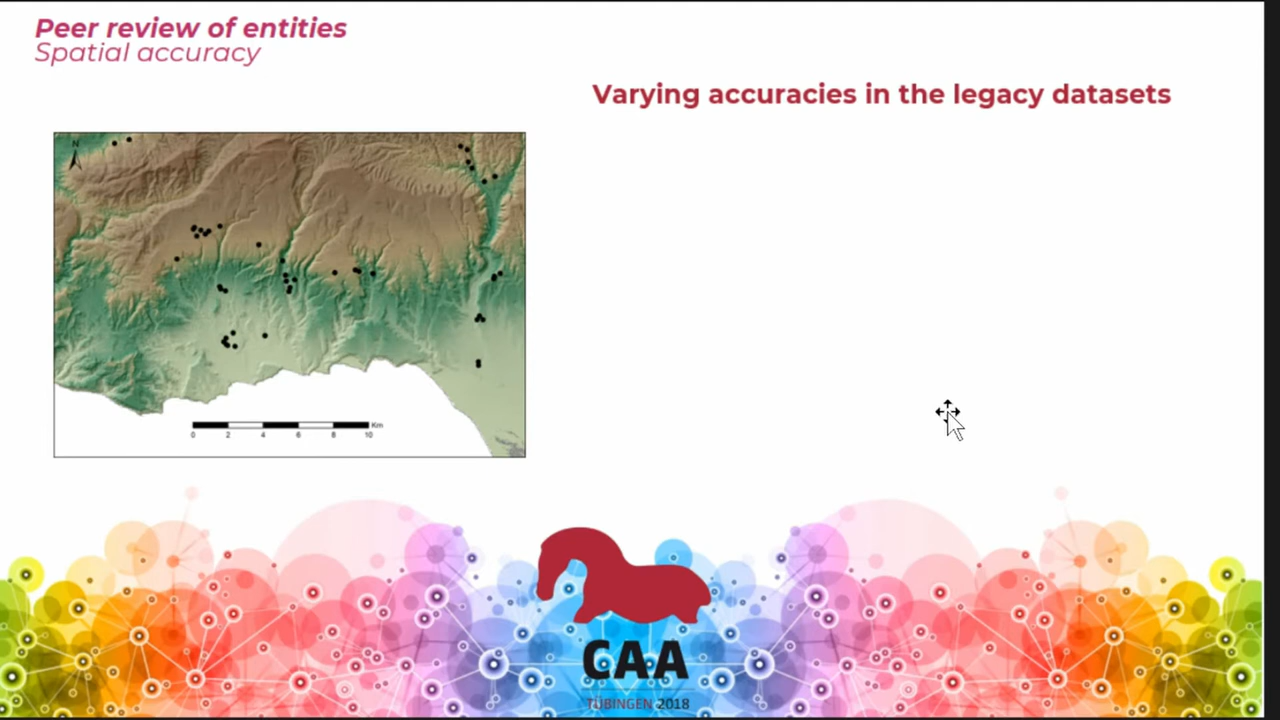 Peer review of entities
Spatial accuracy
Varying accuracies in the legacy datasets
N
Km
0 2 4 6 8 10
CAA
TÜBINGEN 2018